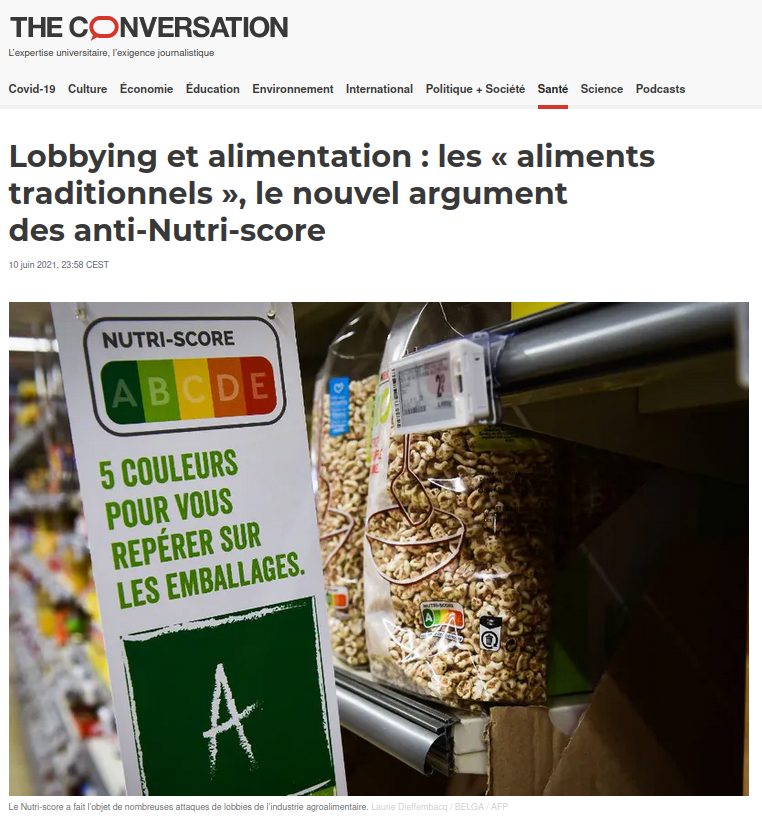 THE CONVERSATION
L'expertise universitaire, l'exigence journalistique
Covid-19 Culture Économie Éducation Environnement International Politique + Société Santé Science Podcasts
Lobbying et alimentation : les « aliments
traditionnels », le nouvel argument
des anti-Nutri-score
10 juin 2021, 23:58 CEST
NUTRI-SCORE
A B C D E
5 COULEURS
POUR VOUS
REPÉRER SUR
LES EMBALLAGES.
A
NUTRI-SCORE
A
Le Nutri-score a fait l'objet de nombreuses attaques de lobbies de l'industrie agroalimentaire. Laurie Dieffembacq / BELGA / AFP